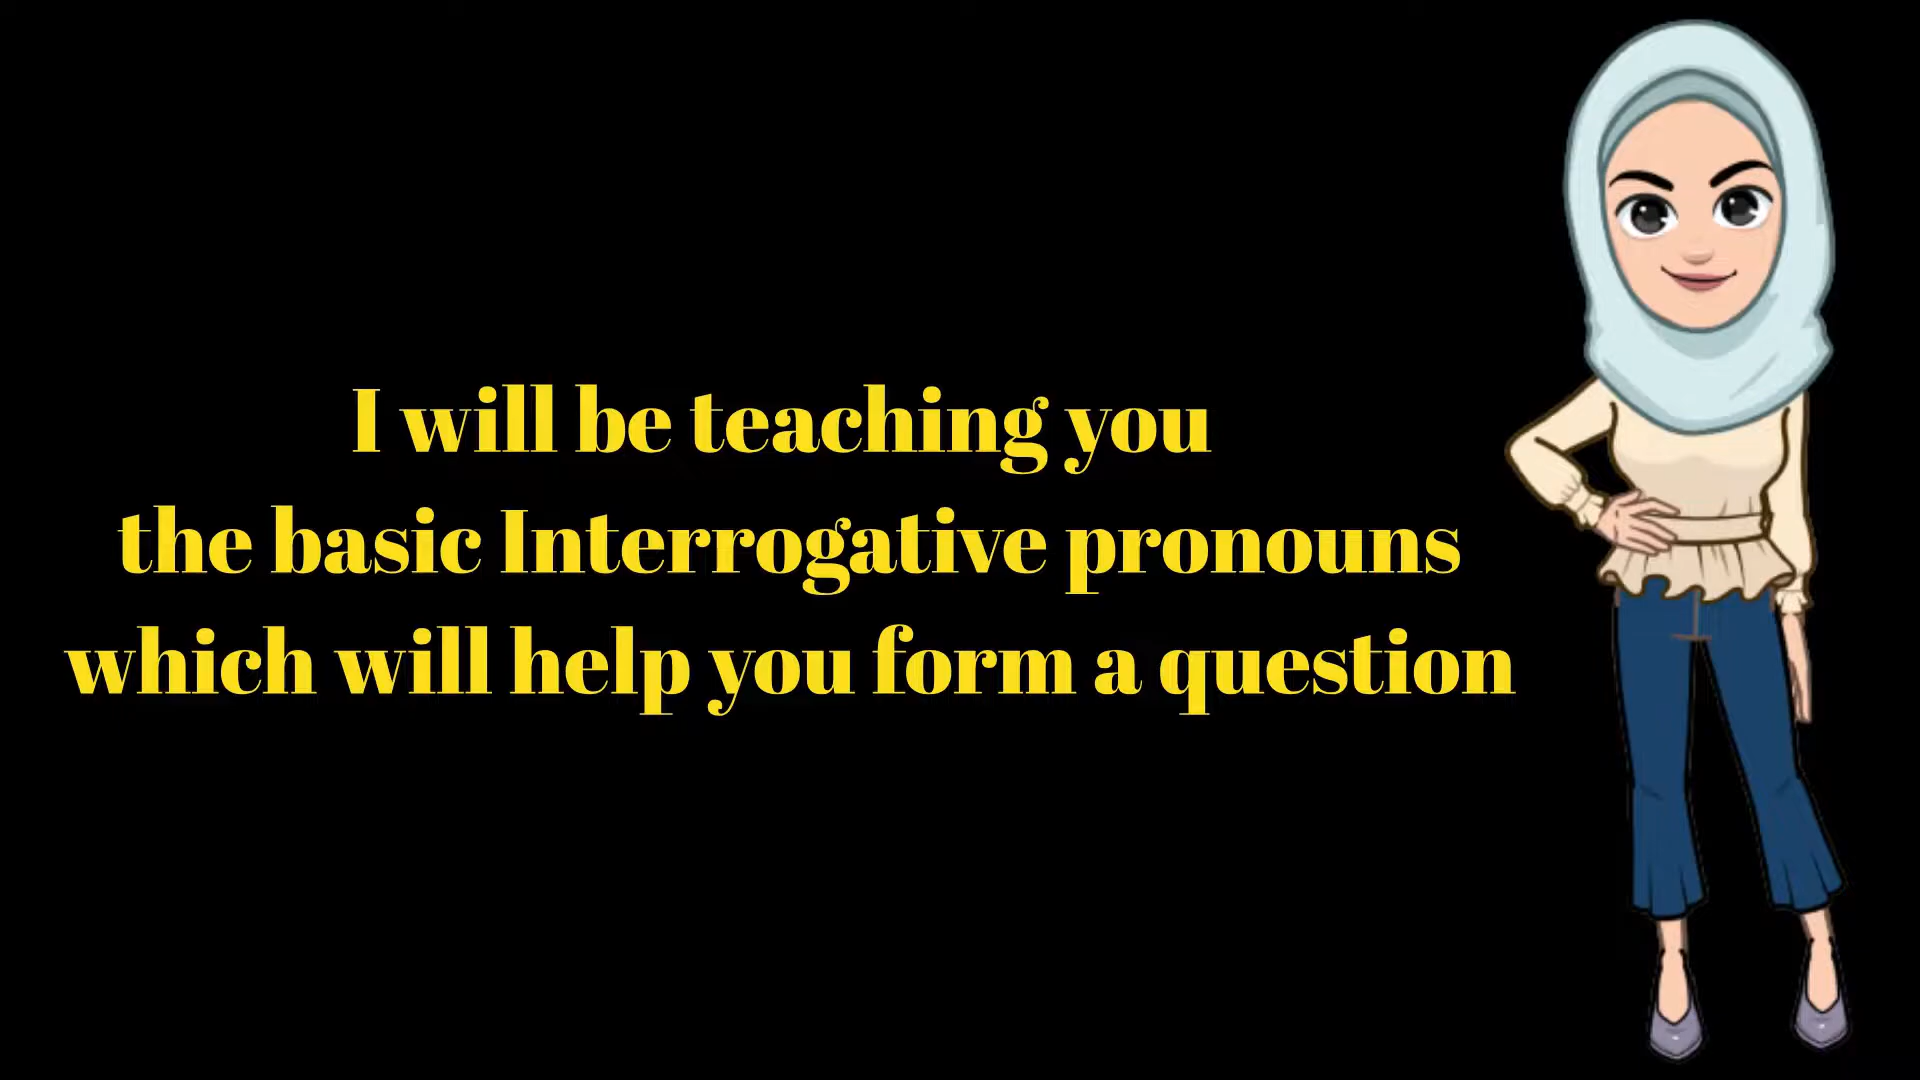 I will be teaching you
the basic Interrogative pronouns
which will help you form a question